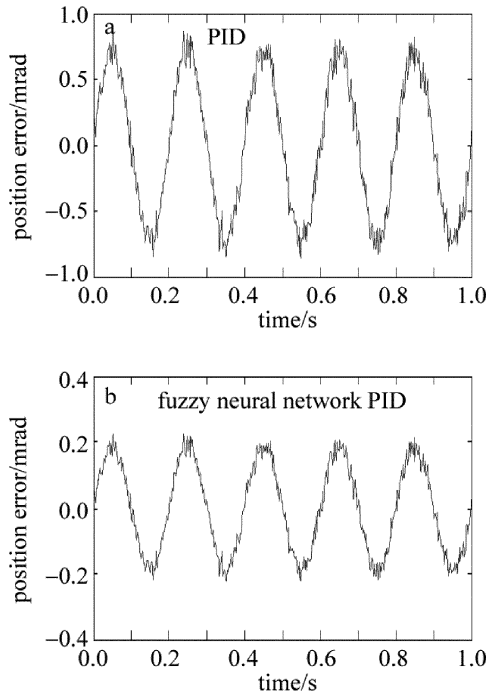 a
PID
1.0
0.5
0.0
−0.5
−1.0
position error/mrad
0.0 0.2 0.4 0.6 0.8 1.0
time/s
b
fuzzy neural network PID
0.4
0.2
0.0
−0.2
−0.4
position error/mrad
0.0 0.2 0.4 0.6 0.8 1.0
time/s